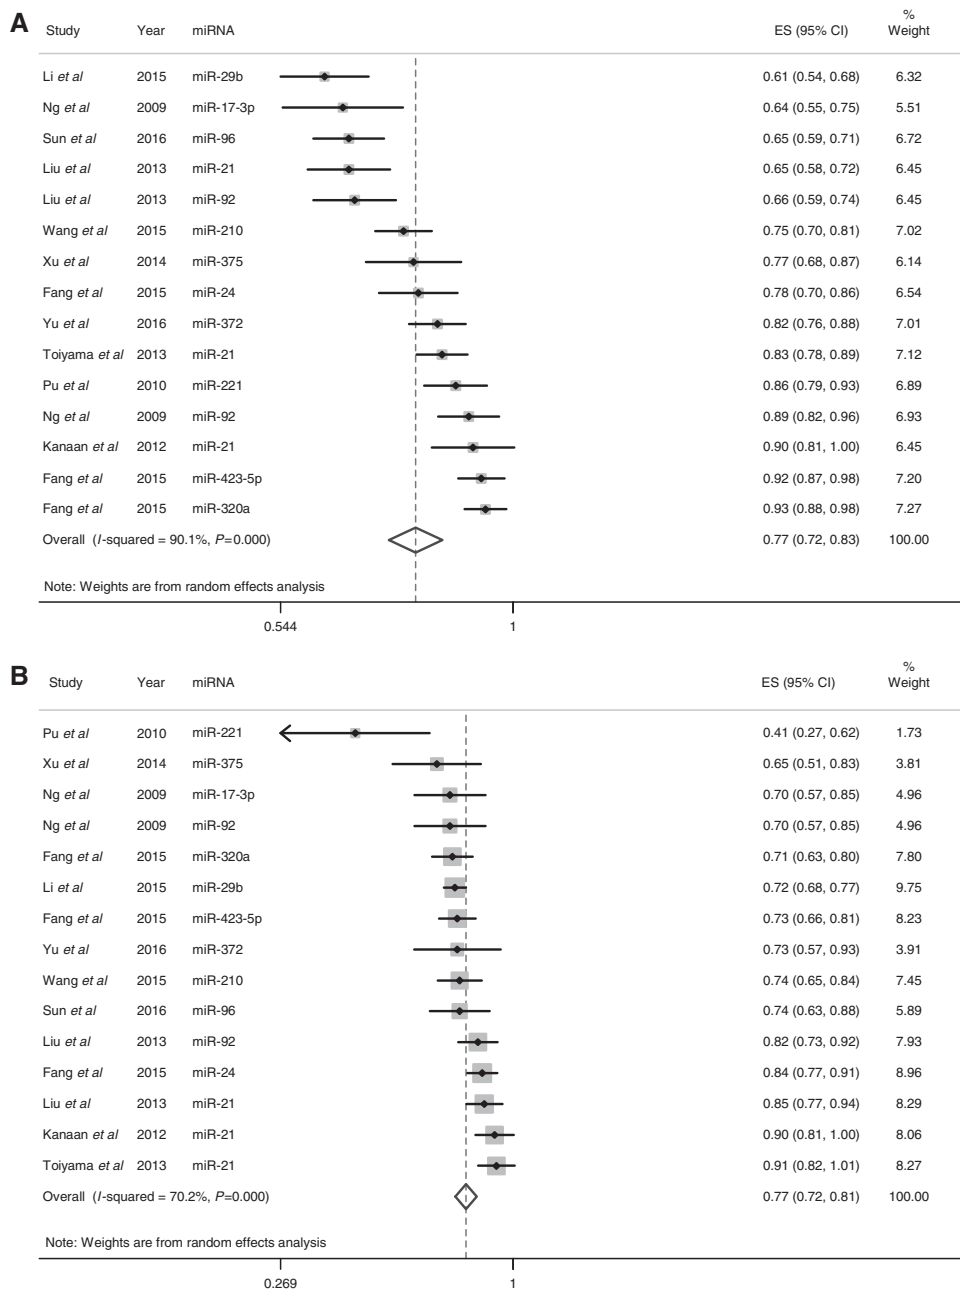 A
Study Year miRNA ES (95% CI) % Weight
Li et al 2015 miR-29b 0.61 (0.54, 0.68) 6.32
Ng et al 2009 miR-17-3p 0.64 (0.55, 0.75) 5.51
Sun et al 2016 miR-96 0.65 (0.59, 0.71) 6.72
Liu et al 2013 miR-21 0.65 (0.58, 0.72) 6.45
Liu et al 2013 miR-92 0.66 (0.59, 0.74) 6.45
Wang et al 2015 miR-210 0.75 (0.70, 0.81) 7.02
Xu et al 2014 miR-375 0.77 (0.68, 0.87) 6.14
Fang et al 2015 miR-24 0.78 (0.70, 0.86) 6.54
Yu et al 2016 miR-372 0.82 (0.76, 0.88) 7.01
Toiyama et al 2013 miR-21 0.83 (0.78, 0.89) 7.12
Pu et al 2010 miR-221 0.86 (0.79, 0.93) 6.89
Ng et al 2009 miR-92 0.89 (0.82, 0.96) 6.93
Kanaan et al 2012 miR-21 0.90 (0.81, 1.00) 6.45
Fang et al 2015 miR-423-5p 0.92 (0.87, 0.98) 7.20
Fang et al 2015 miR-320a 0.93 (0.88, 0.98) 7.27
Overall (I-squared = 90.1%, P=0.000) 0.77 (0.72, 0.83) 100.00
Note: Weights are from random effects analysis
0.544 1
B
Study Year miRNA ES (95% CI) % Weight
Pu et al 2010 miR-221 0.41 (0.27, 0.62) 1.73
Xu et al 2014 miR-375 0.65 (0.51, 0.83) 3.81
Ng et al 2009 miR-17-3p 0.70 (0.57, 0.85) 4.96
Ng et al 2009 miR-92 0.70 (0.57, 0.85) 4.96
Fang et al 2015 miR-320a 0.71 (0.63, 0.80) 7.80
Li et al 2015 miR-29b 0.72 (0.68, 0.77) 9.75
Fang et al 2015 miR-423-5p 0.73 (0.66, 0.81) 8.23
Yu et al 2016 miR-372 0.73 (0.57, 0.93) 3.91
Wang et al 2015 miR-210 0.74 (0.65, 0.84) 7.45
Sun et al 2016 miR-96 0.74 (0.63, 0.88) 5.89
Liu et al 2013 miR-92 0.82 (0.73, 0.92) 7.93
Fang et al 2015 miR-24 0.84 (0.77, 0.91) 8.96
Liu et al 2013 miR-21 0.85 (0.77, 0.94) 8.29
Kanaan et al 2012 miR-21 0.90 (0.81, 1.00) 8.06
Toiyama et al 2013 miR-21 0.91 (0.82, 1.01) 8.27
Overall (I-squared = 70.2%, P=0.000) 0.77 (0.72, 0.81) 100.00
Note: Weights are from random effects analysis
0.269 1